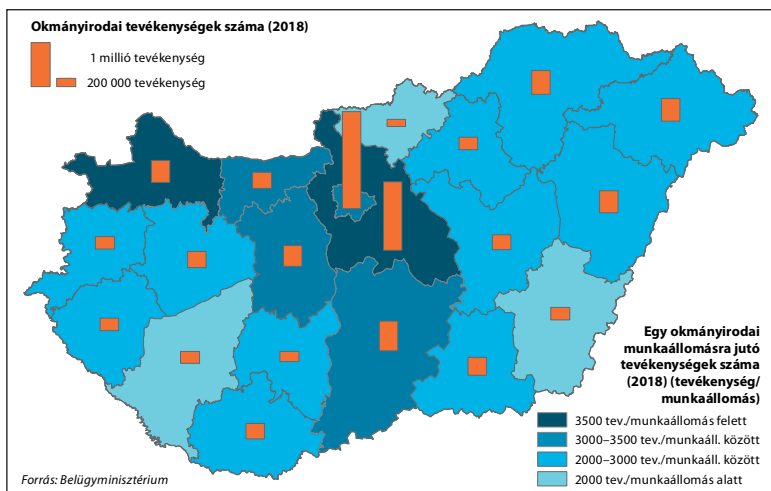 Okmányirodai tevékenységek száma (2018)
1 millió tevékenység
200 000 tevékenység
Egy okmányirodai
munkaállomásra jutó
tevékenységek száma
(2018) (tevékenység/
munkaállomás)
3500 tev./munkaállomás felett
3000–3500 tev./munkaáll. között
2000–3000 tev./munkaáll. között
2000 tev./munkaállomás alatt
Forrás: Belügyminisztérium